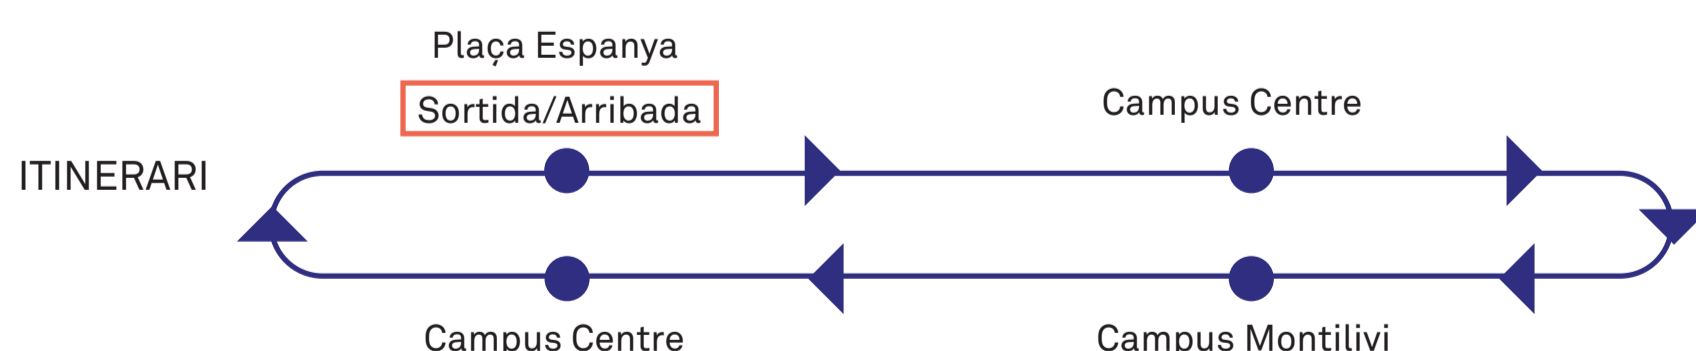 Plaça Espanya
Sortida/Arribada
Campus Centre
ITINERARI
Campus Centre
Campus Montilivi